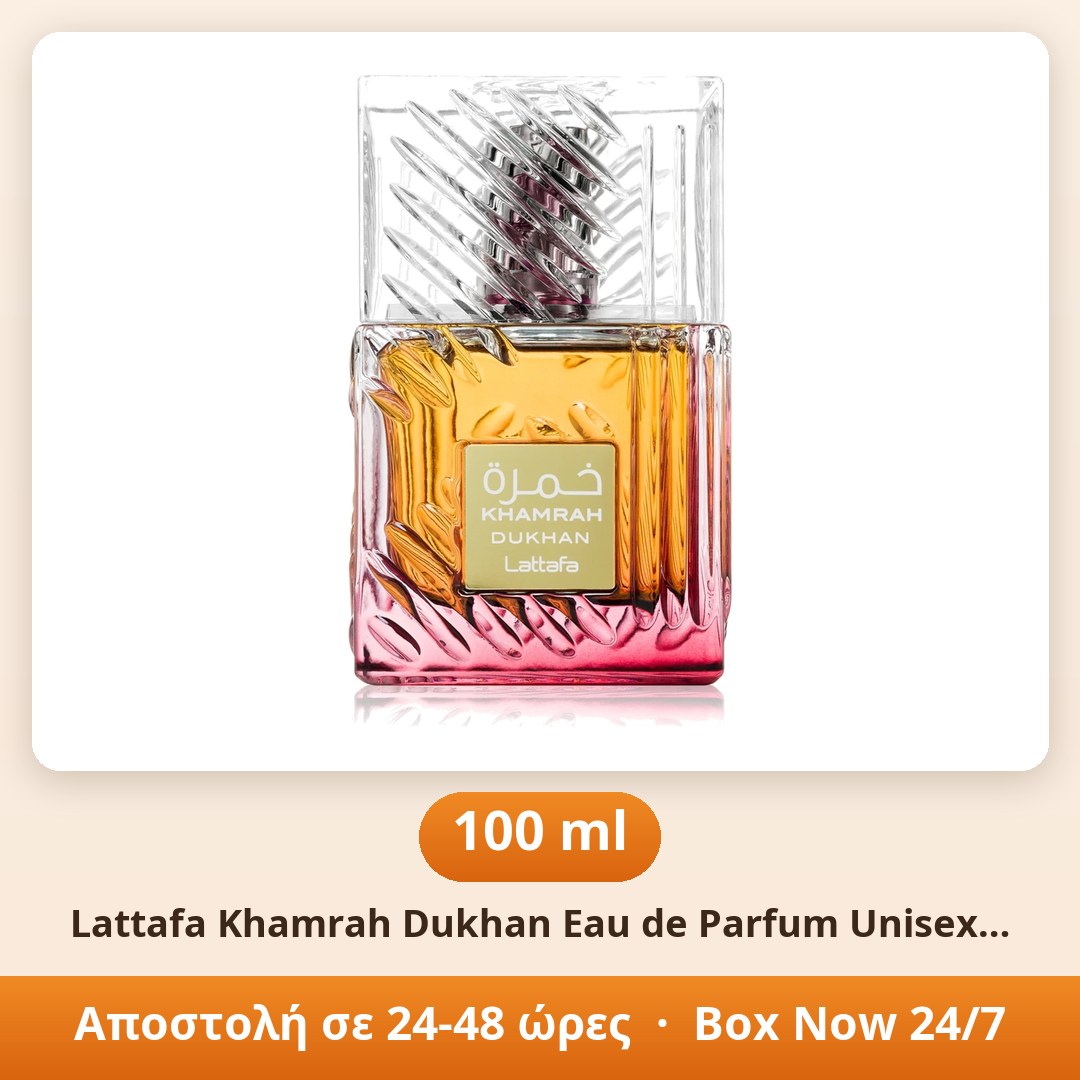 خمرة
KHAMRAH
DUKHAN
Lattafa
100 ml
Lattafa Khamrah Dukhan Eau de Parfum Unisex...
Αποστολή σε 24-48 ώρες · Box Now 24/7